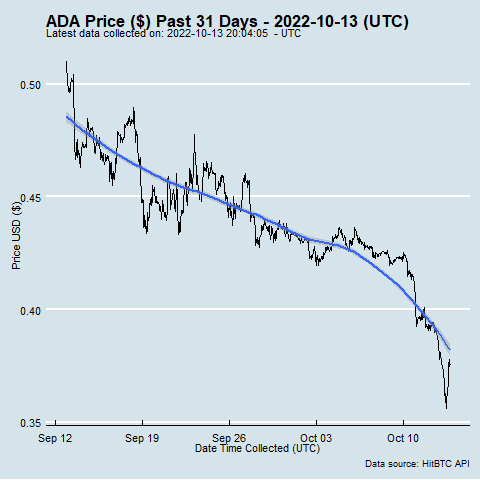 ADA Price ($) Past 31 Days - 2022-10-13 (UTC)
Latest data collected on: 2022-10-13 20:04:05 - UTC
0.50
0.45
0.40
0.35
Price USD ($)
Sep 12 Sep 19 Sep 26 Oct 03 Oct 10
Date Time Collected (UTC)
Data source: HitBTC API